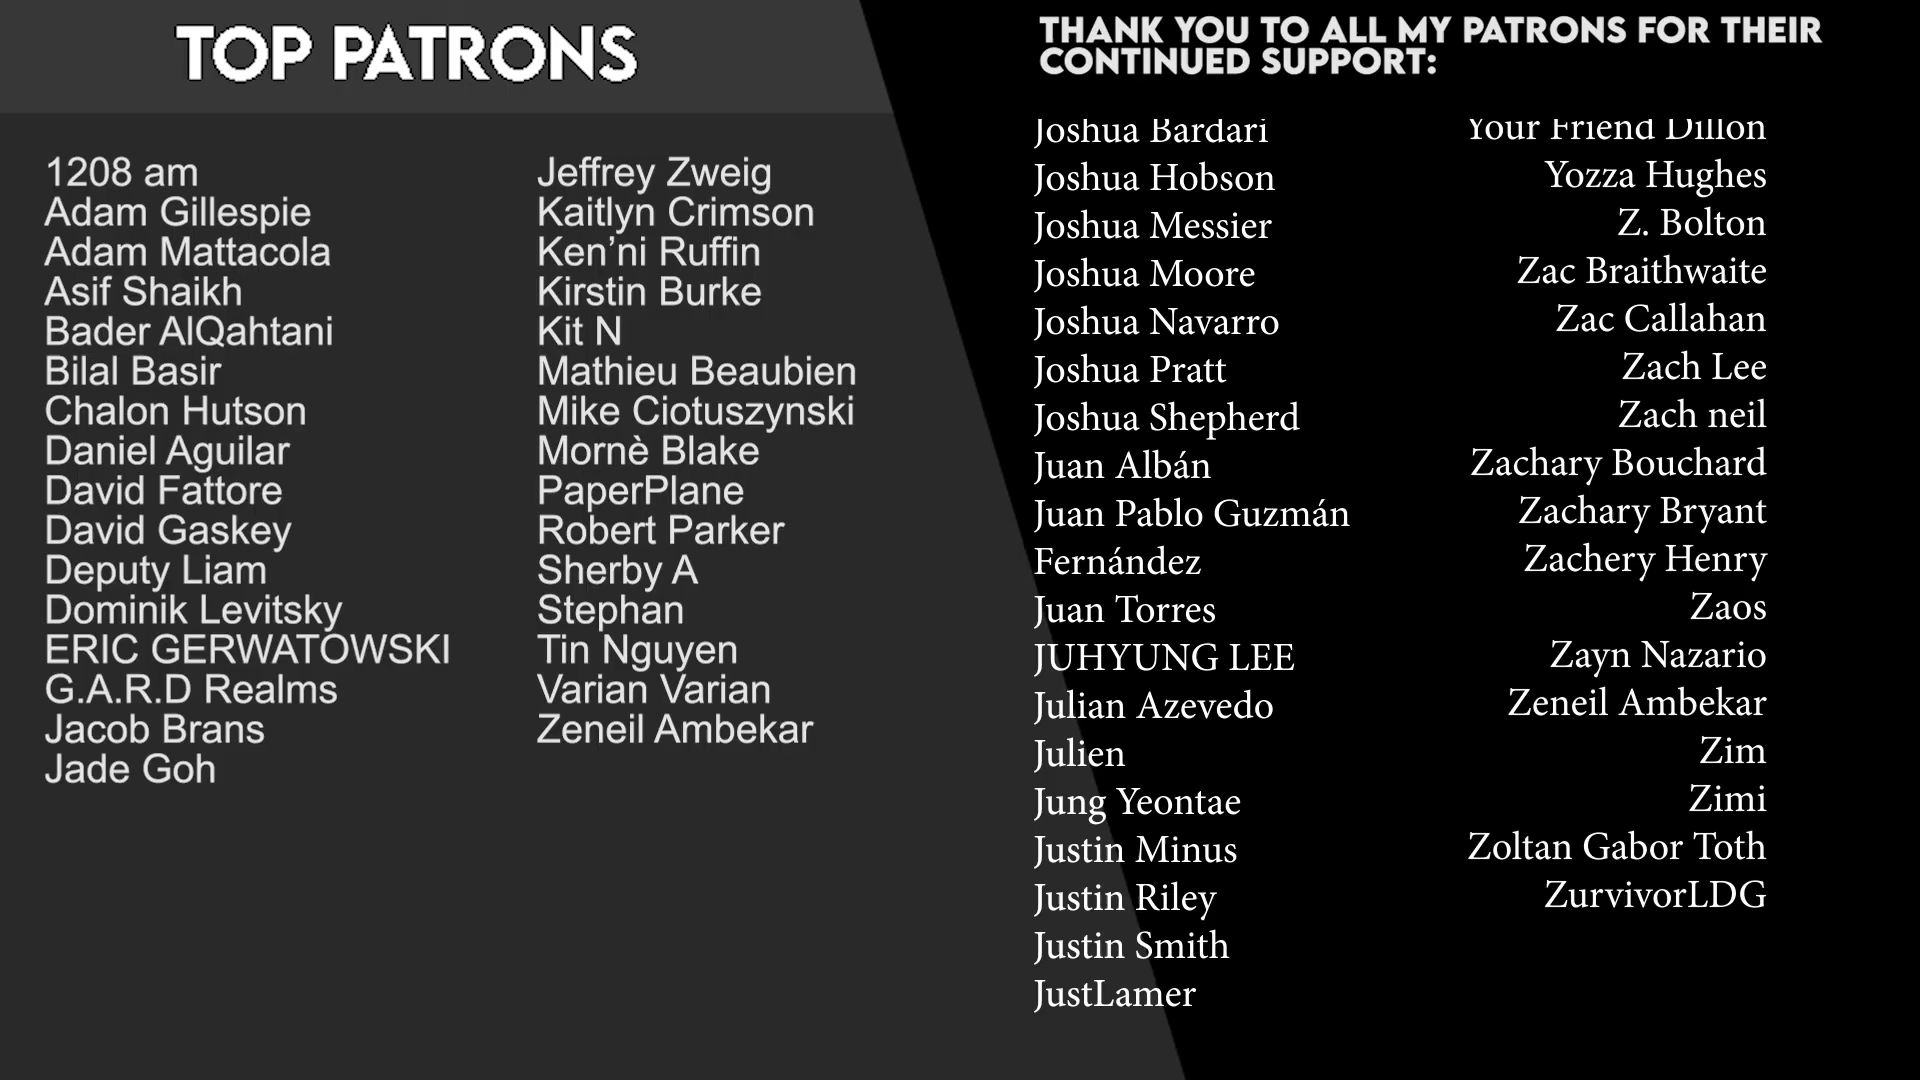 TOP PATRONS
1208 am
Adam Gillespie
Adam Mattacola
Asif Shaikh
Bader AlQahtani
Bilal Basir
Chalon Hutson
Daniel Aguilar
David Fattore
David Gaskey
Deputy Liam
Dominik Levitsky
ERIC GERWATOWSKI
G.A.R.D Realms
Jacob Brans
Jade Goh
Jeffrey Zweig
Kaitlyn Crimson
Ken’ni Ruffin
Kirstin Burke
Kit N
Mathieu Beaubien
Mike Ciotuszynski
Mornè Blake
PaperPlane
Robert Parker
Sherby A
Stephan
Tin Nguyen
Varian Varian
Zeneil Ambekar
THANK YOU TO ALL MY PATRONS FOR THEIR
CONTINUED SUPPORT:
Joshua Bardari
Joshua Hobson
Joshua Messier
Joshua Moore
Joshua Navarro
Joshua Pratt
Joshua Shepherd
Juan Albán
Juan Pablo Guzmán
Fernández
Juan Torres
JUHYUNG LEE
Julian Azevedo
Julien
Jung Yeontae
Justin Minus
Justin Riley
Justin Smith
JustLamer
Your Friend Dillon
Yozza Hughes
Z. Bolton
Zac Braithwaite
Zac Callahan
Zach Lee
Zach neil
Zachary Bouchard
Zachary Bryant
Zachery Henry
Zaos
Zayn Nazario
Zeneil Ambekar
Zim
Zimi
Zoltan Gabor Toth
ZurvivorLDG